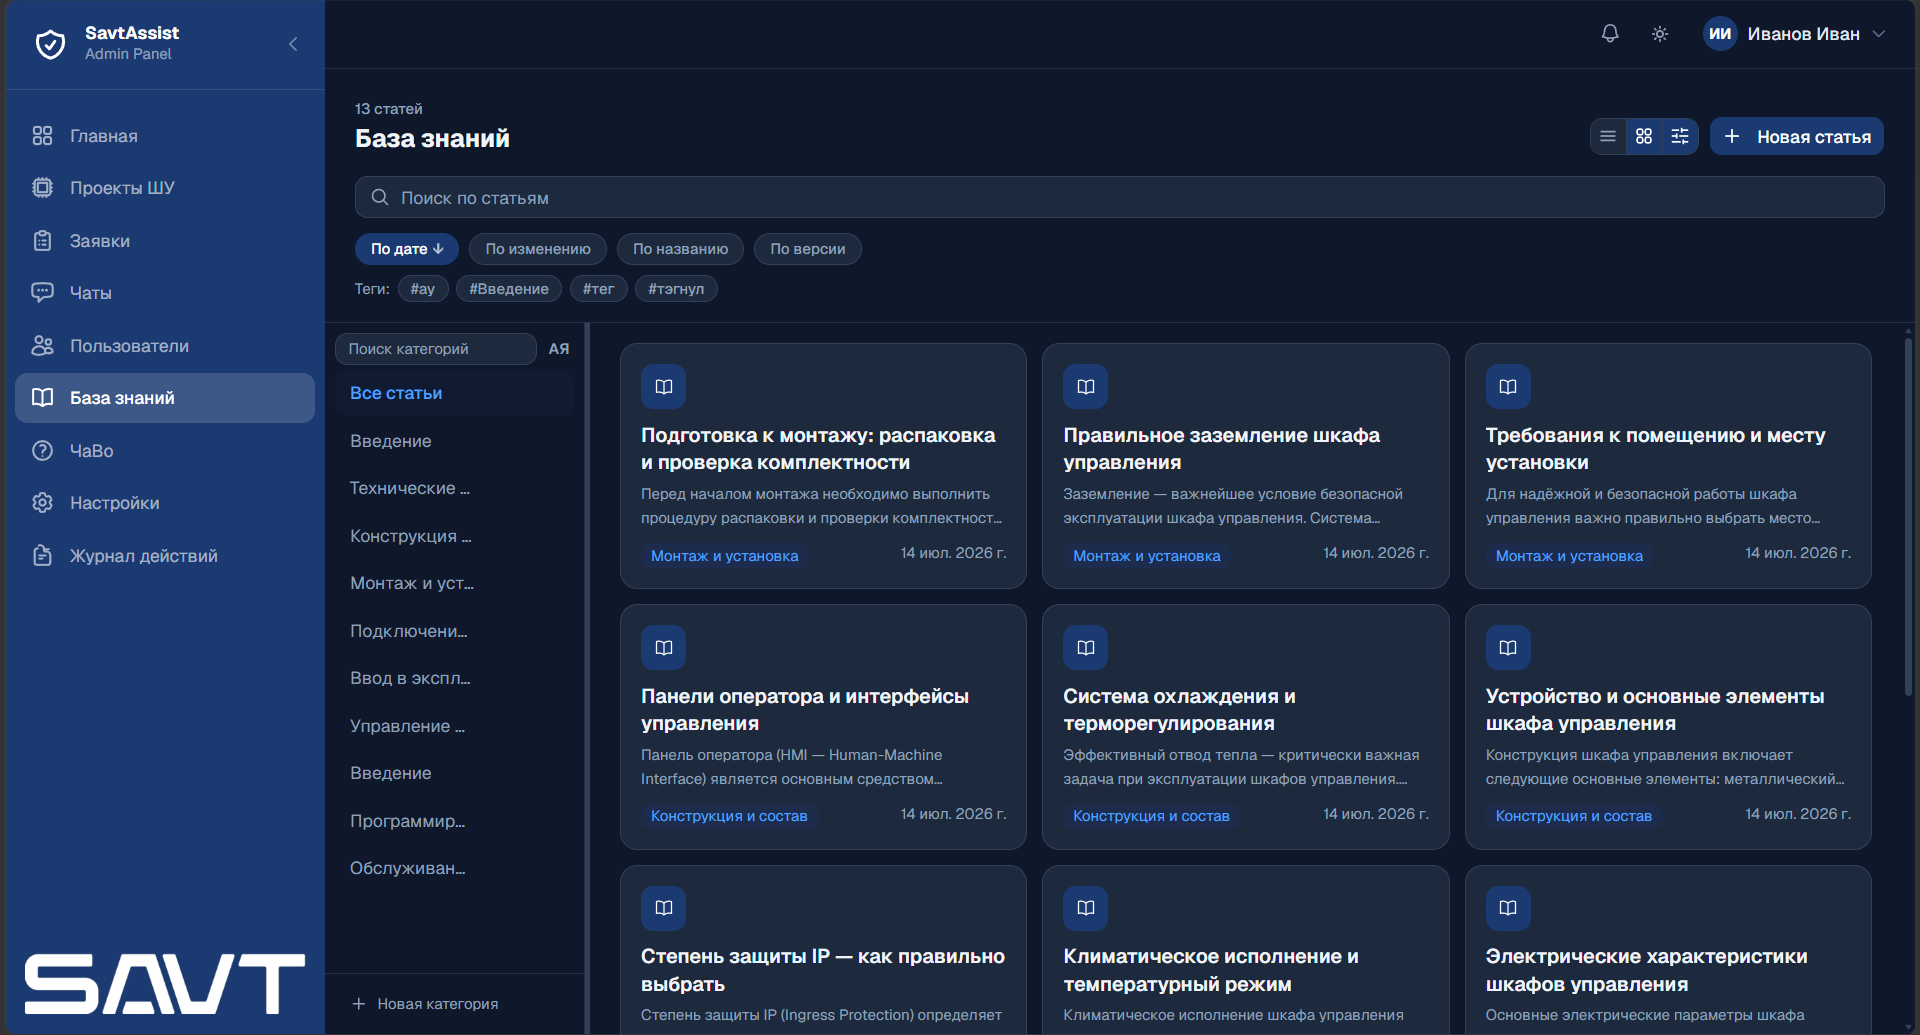 SavtAssist
Admin Panel
Главная
Проекты ШУ
Заявки
Чаты
Пользователи
База знаний
ЧаВо
Настройки
Журнал действий
SAVT
ИИ
Иванов Иван
13 статей
База знаний
Новая статья
Поиск по статьям
По дате ↓
По изменению
По названию
По версии
Теги:
#ау
#Введение
#тег
#тэгнул
Поиск категорий
АЯ
Все статьи
Введение
Технические ...
Конструкция ...
Монтаж и уст...
Подключени...
Ввод в экспл...
Управление ...
Введение
Программир...
Обслуживан...
Новая категория
Подготовка к монтажу: распаковка
и проверка комплектности
Перед началом монтажа необходимо выполнить
процедуру распаковки и проверки комплектност...
Монтаж и установка
14 июл. 2026 г.
Правильное заземление шкафа
управления
Заземление — важнейшее условие безопасной
эксплуатации шкафа управления. Система...
Монтаж и установка
14 июл. 2026 г.
Требования к помещению и месту
установки
Для надёжной и безопасной работы шкафа
управления важно правильно выбрать место...
Монтаж и установка
14 июл. 2026 г.
Панели оператора и интерфейсы
управления
Панель оператора (HMI — Human-Machine
Interface) является основным средством...
Конструкция и состав
14 июл. 2026 г.
Система охлаждения и
терморегулирования
Эффективный отвод тепла — критически важная
задача при эксплуатации шкафов управления....
Конструкция и состав
14 июл. 2026 г.
Устройство и основные элементы
шкафа управления
Конструкция шкафа управления включает
следующие основные элементы: металлический...
Конструкция и состав
14 июл. 2026 г.
Степень защиты IP — как правильно
выбрать
Степень защиты IP (Ingress Protection) определяет
Климатическое исполнение и
температурный режим
Климатическое исполнение шкафа управления
Электрические характеристики
шкафов управления
Основные электрические параметры шкафа